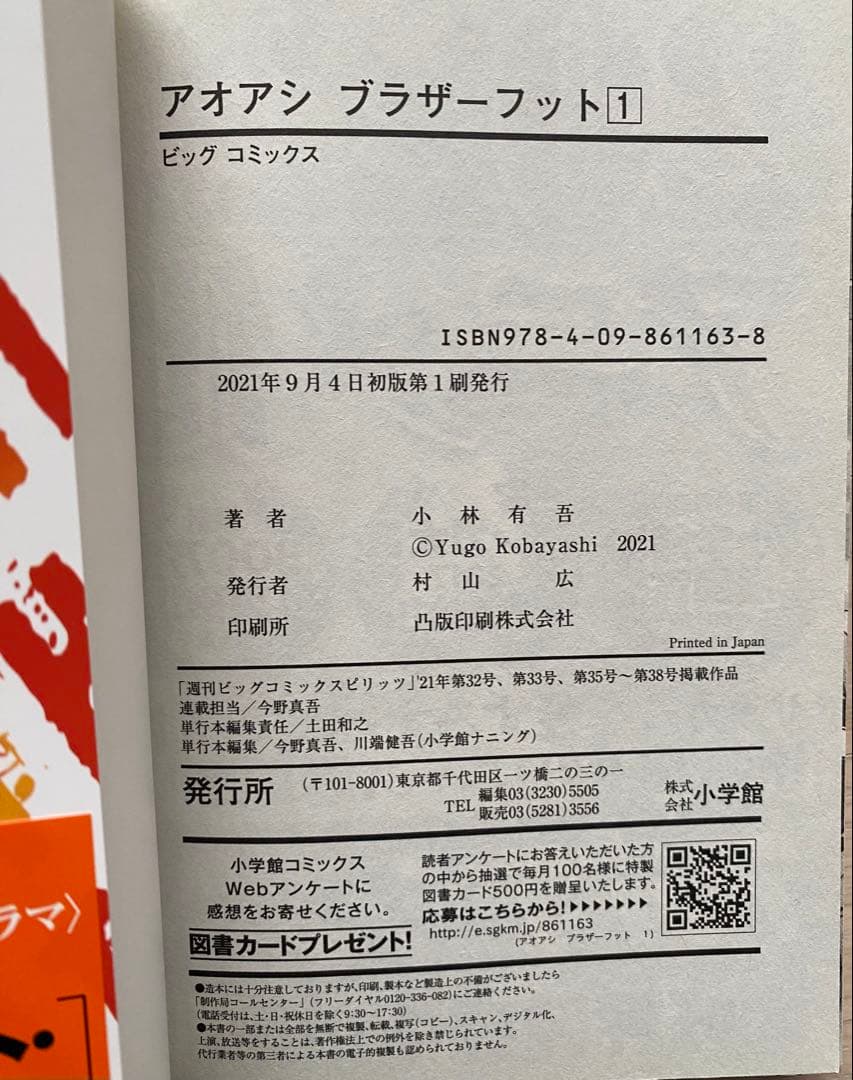 アオアシ ブラザーフット1
ビッグ コミックス
ISBN978-4-09-861163-8
2021年9月4日初版第1刷発行
著 者 小 林 有 吾
©Yugo Kobayashi 2021
発行者 村 山 広
印刷所 凸版印刷株式会社
Printed in Japan
「週刊ビッグコミックスピリッツ」'21年第32号、第33号、第35号〜第38号掲載作品
連載担当/今野真吾
単行本編集責任/土田和之
単行本編集/今野真吾、川端健吾(小学館ナニング)
発行所 (〒101-8001)東京都千代田区一ツ橋二の三の一
TEL 編集03(3230)5505
販売03(5281)3556
株式会社小学館
小学館コミックス
Webアンケートに
感想をお寄せください。
図書カードプレゼント!
読者アンケートにお答えいただいた方
の中から抽選で毎月100名様に特製
図書カード500円を贈呈いたします。
応募はこちらから!▶▶▶▶▶▶▶
http://e.sgkm.jp/861163
(アオアシ ブラザーフット 1)
●造本には十分注意しておりますが、印刷、製本など製造上の不備がございましたら
「制作局コールセンター」(フリーダイヤル0120-336-082)にご連絡ください。
(電話受付は、土・日・祝休日を除く9:30〜17:30)
●本書の一部または全部を無断で複製、転載、複写(コピー)、スキャン、デジタル化、
上演、放送等をすることは、著作権法上での例外を除き禁じられています。
代行業者等の第三者による本書の電子的複製も認められておりません。
ラマ〉